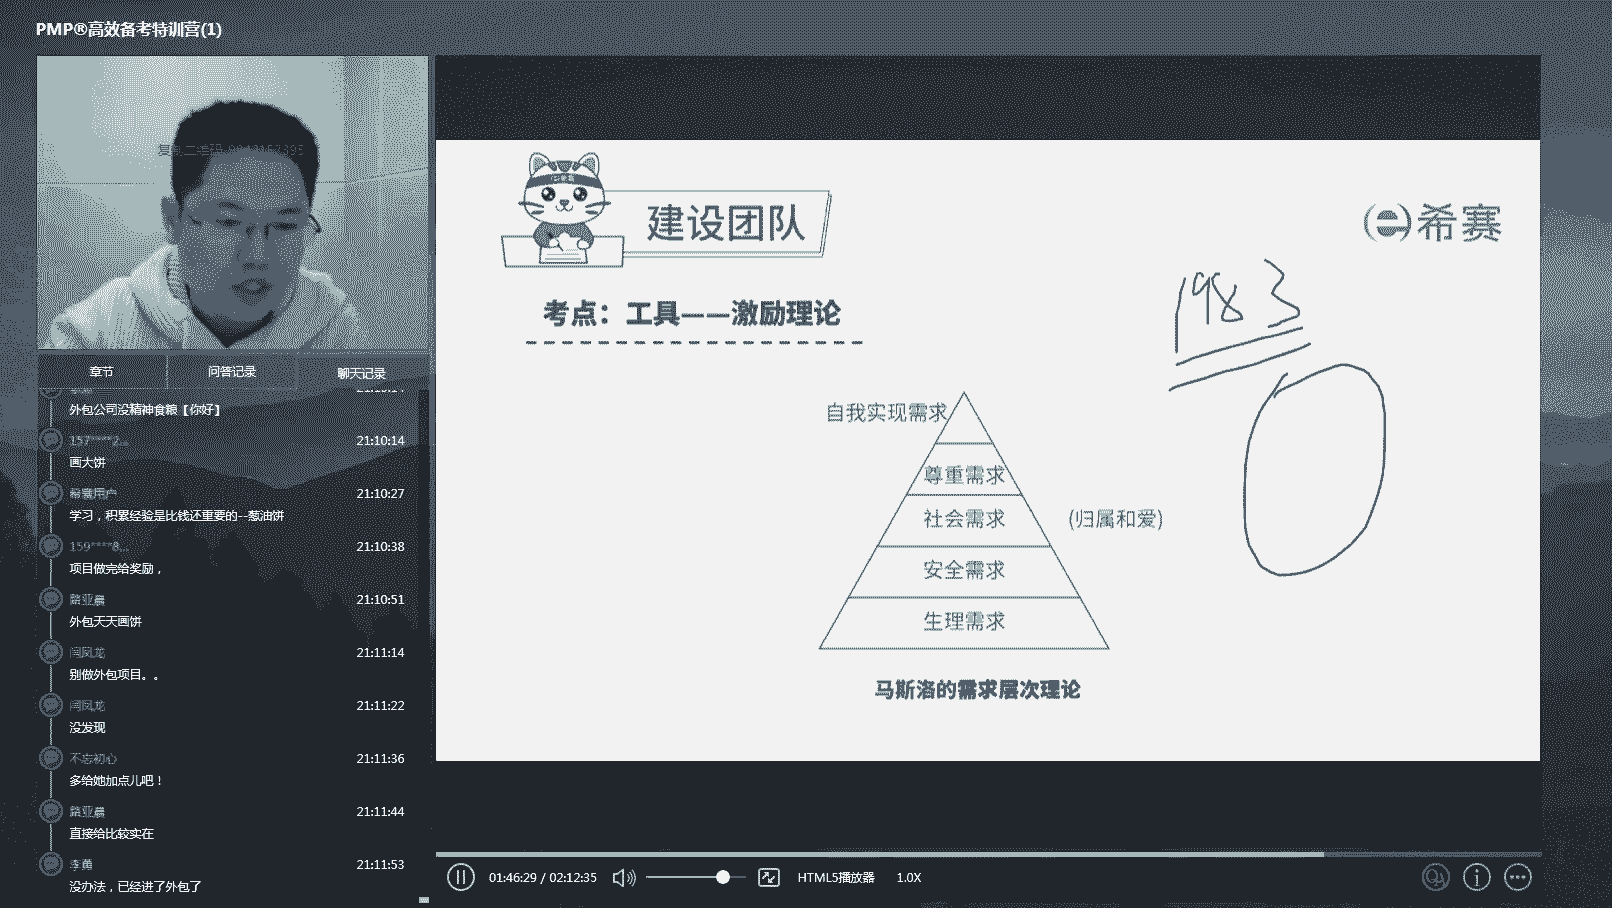 PMP®高效备考特训营(1)
章节
问答记录
聊天记录
外包公司没精神食粮【你好】
157****2...
21:10:14
画大饼
希赛用户
21:10:27
学习，积累经验是比钱还重要的--葱油饼
159****8...
21:10:38
项目做完给奖励，
路亚晨
21:10:51
外包天天画饼
闫凤龙
21:11:14
别做外包项目。。
闫凤龙
21:11:22
没发现
不忘初心
21:11:36
多给她加点儿吧！
路亚晨
21:11:44
直接给比较实在
21:11:53
没办法，已经进了外包了
建设团队
希赛
考点：工具——激励理论
1983
自我实现需求
尊重需求
社会需求
(归属和爱)
安全需求
生理需求
马斯洛的需求层次理论
01:46:29 / 02:12:35
HTML5播放器
1.0X